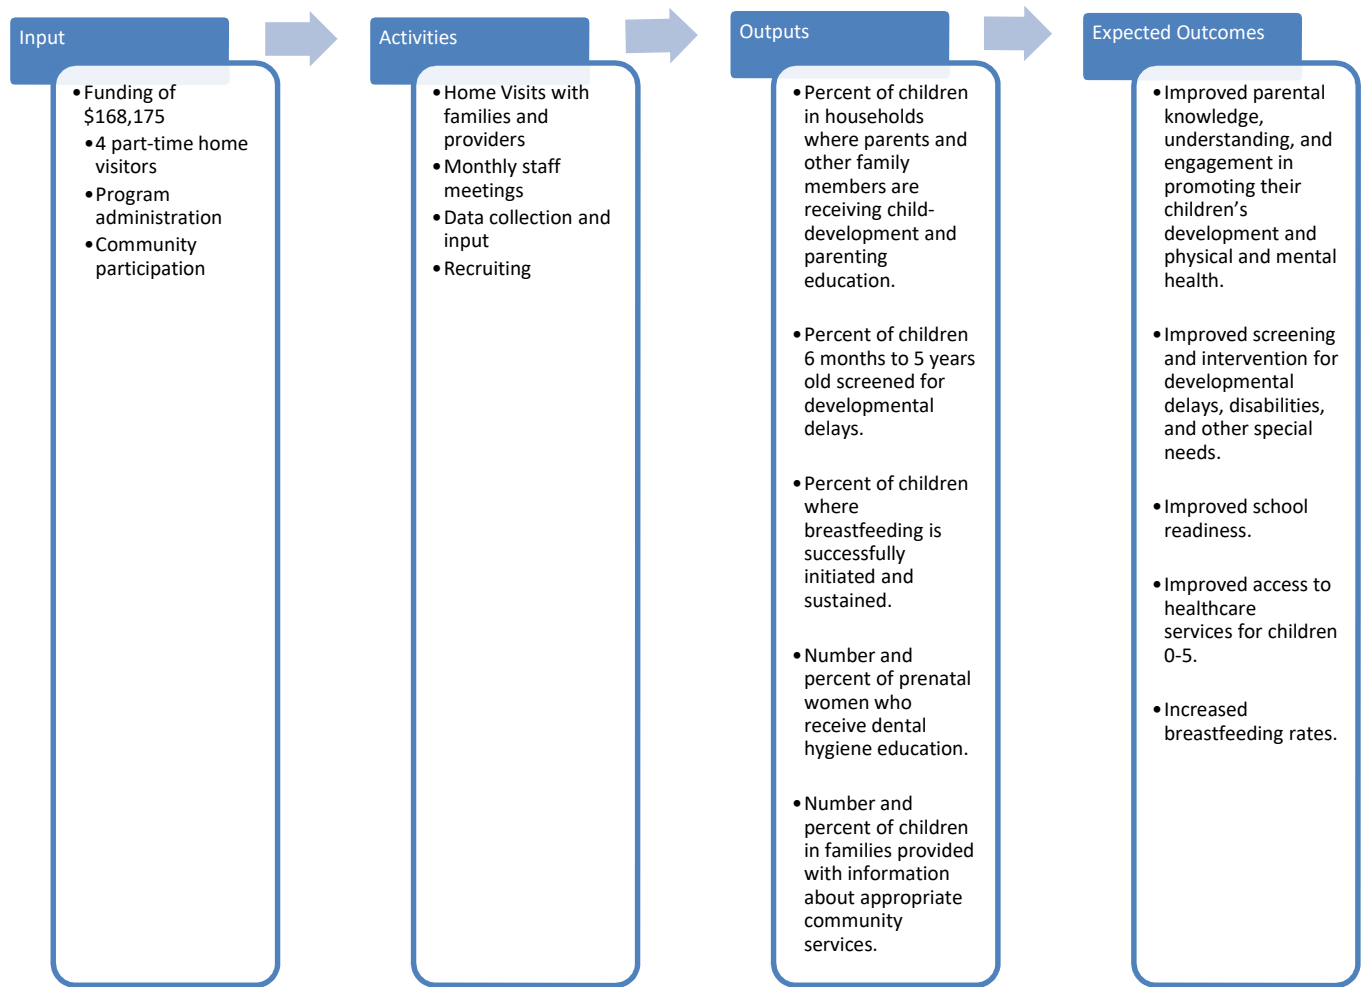 Input
•Funding of
$168,175
•4 part-time home
visitors
•Program
administration
•Community
participation
Activities
•Home Visits with
families and
providers
•Monthly staff
meetings
•Data collection and
input
•Recruiting
Outputs
•Percent of children
in households
where parents and
other family
members are
receiving child-
development and
parenting
education.
•Percent of children
6 months to 5 years
old screened for
developmental
delays.
•Percent of children
where
breastfeeding is
successfully
initiated and
sustained.
•Number and
percent of prenatal
women who
receive dental
hygiene education.
•Number and
percent of children
in families provided
with information
about appropriate
community
services.
Expected Outcomes
•Improved parental
knowledge,
understanding, and
engagement in
promoting their
children’s
development and
physical and mental
health.
•Improved screening
and intervention for
developmental
delays, disabilities,
and other special
needs.
•Improved school
readiness.
•Improved access to
healthcare
services for children
0-5.
•Increased
breastfeeding rates.